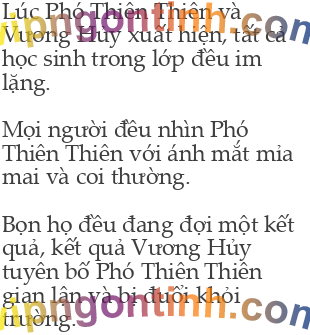 Lúc Phó Thiên Thiên và
Vương Hủy xuất hiện, tất cả
học sinh trong lớp đều im
lặng.
Mọi người đều nhìn Phó
Thiên Thiên với ánh mắt mỉa
mai và coi thường.
Bọn họ đều đang đợi một kết
quả, kết quả Vương Hủy
tuyên bố Phó Thiên Thiên
gian lận và bị đuổi khỏi
trường.